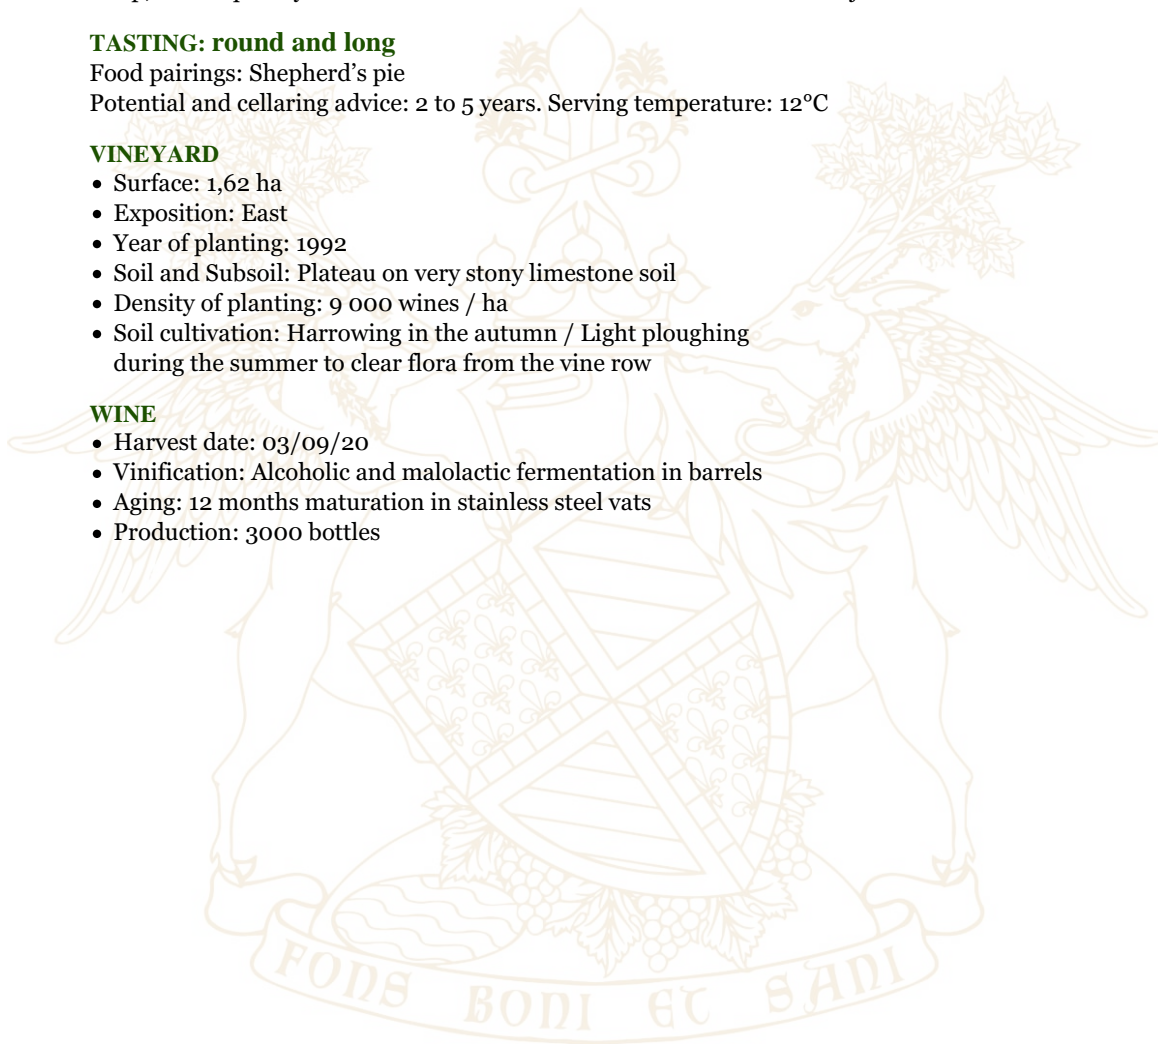 TASTING: round and long
Food pairings: Shepherd’s pie
Potential and cellaring advice: 2 to 5 years. Serving temperature: 12°C
VINEYARD
• Surface: 1,62 ha
• Exposition: East
• Year of planting: 1992
• Soil and Subsoil: Plateau on very stony limestone soil
• Density of planting: 9 000 wines / ha
• Soil cultivation: Harrowing in the autumn / Light ploughing
during the summer to clear flora from the vine row
WINE
• Harvest date: 03/09/20
• Vinification: Alcoholic and malolactic fermentation in barrels
• Aging: 12 months maturation in stainless steel vats
• Production: 3000 bottles
FONS BONI ET SANI